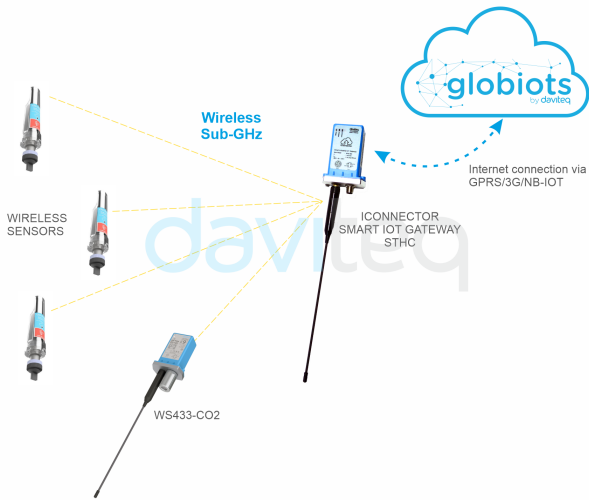 globiots
by daviteq
Wireless
Sub-GHz
Internet connection via
GPRS/3G/NB-IOT
WIRELESS
SENSORS
ICONNECTOR
SMART IOT GATEWAY
STHC
daviteq
WS433-CO2